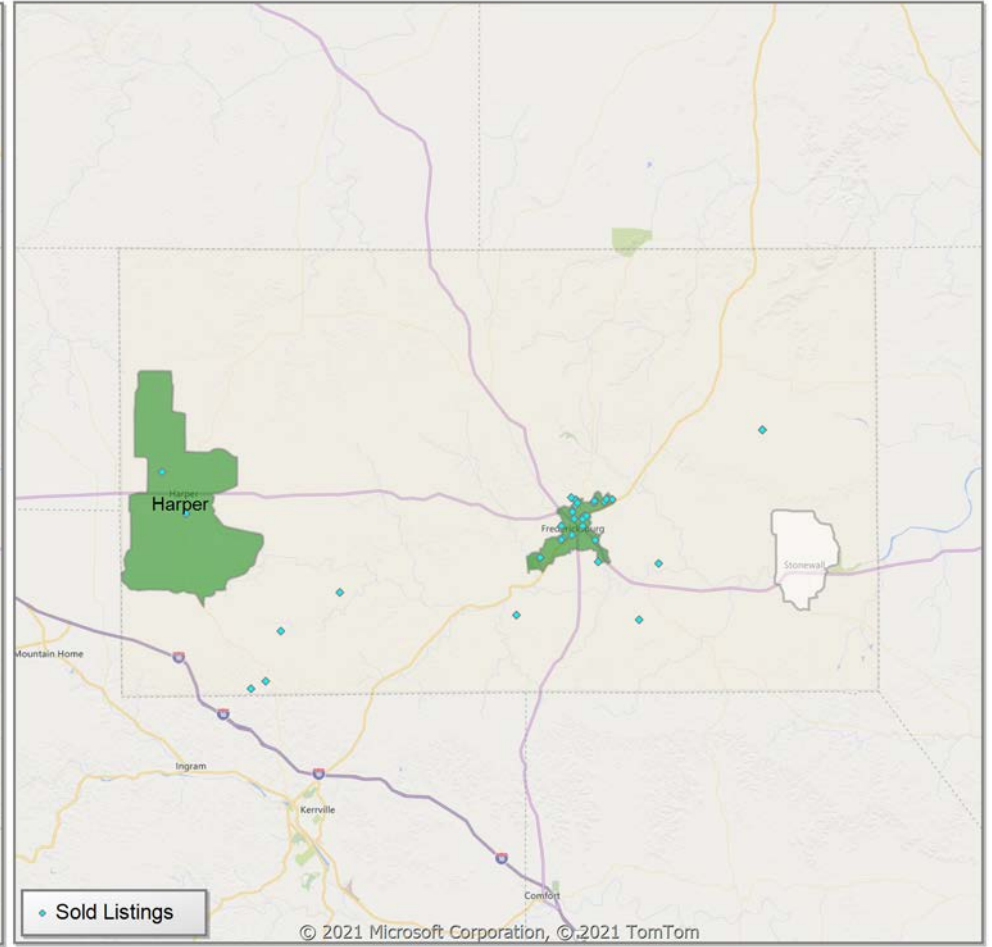 Harper
Harper
Fredericksburg
Stonewall
Mountain Home
Ingram
Kerrville
Comfort
Sold Listings
© 2021 Microsoft Corporation, © 2021 TomTom